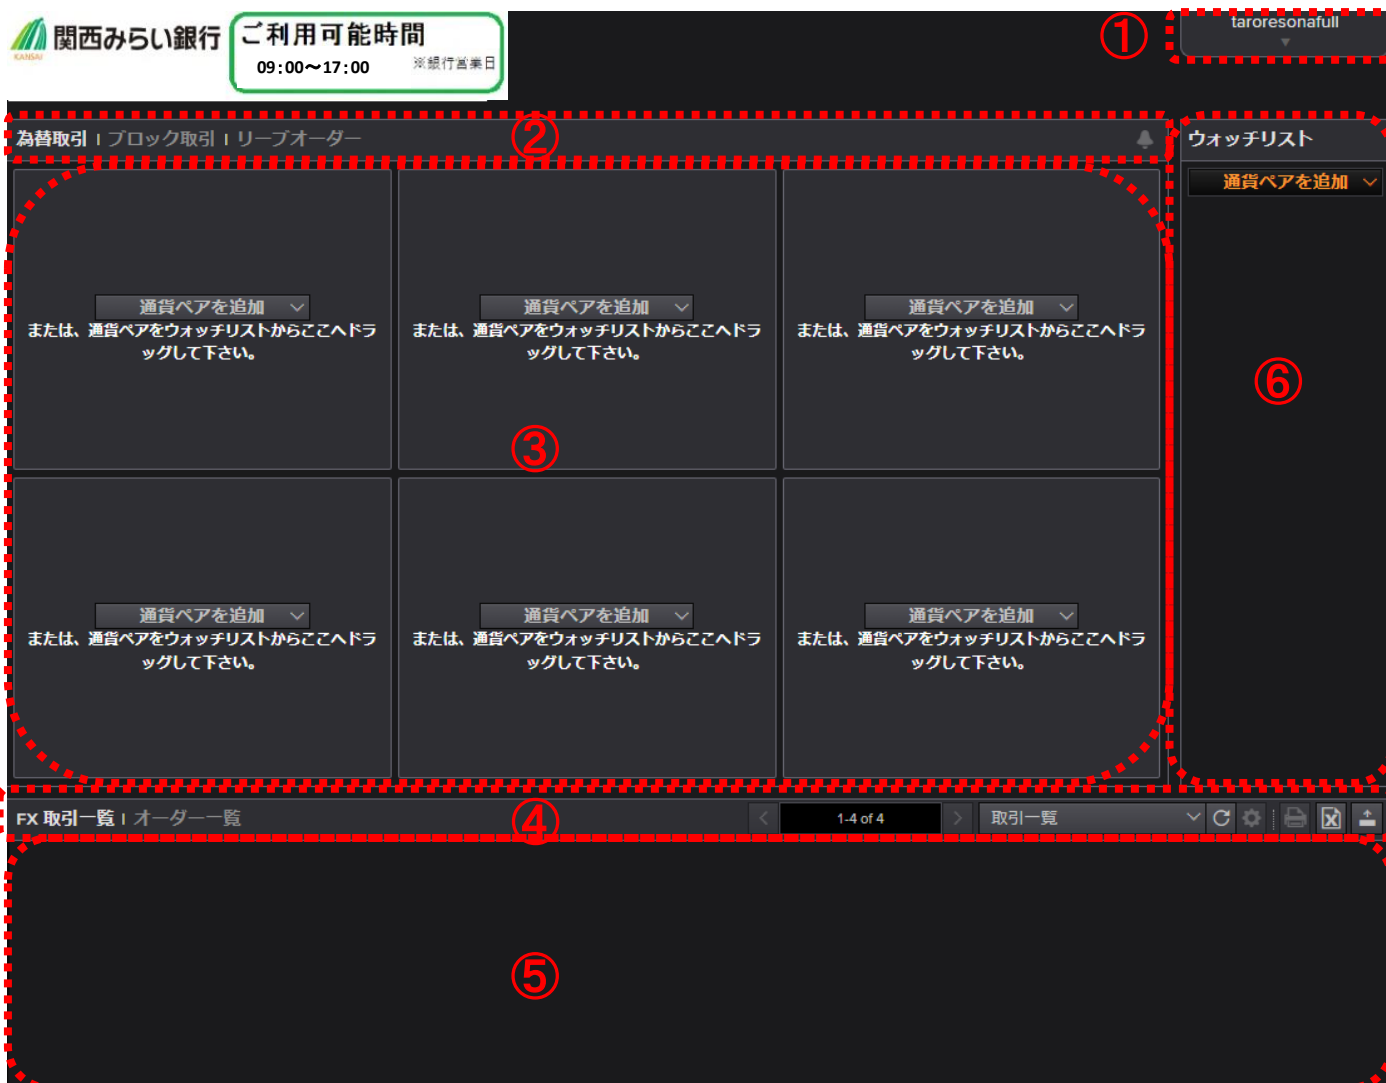 関西みらい銀行
KANSAI
ご利用可能時間
09:00～17:00
※銀行営業日
①
taroresonafull
為替取引 | ブロック取引 | リーブオーダー
②
ウォッチリスト
通貨ペアを追加
通貨ペアを追加
または、通貨ペアをウォッチリストからここへドラ
ッグして下さい。
通貨ペアを追加
または、通貨ペアをウォッチリストからここへドラ
ッグして下さい。
通貨ペアを追加
または、通貨ペアをウォッチリストからここへドラ
ッグして下さい。
③
⑥
通貨ペアを追加
または、通貨ペアをウォッチリストからここへドラ
ッグして下さい。
通貨ペアを追加
または、通貨ペアをウォッチリストからここへドラ
ッグして下さい。
通貨ペアを追加
または、通貨ペアをウォッチリストからここへドラ
ッグして下さい。
FX 取引一覧 | オーダー一覧
④
1-4 of 4
取引一覧
⑤